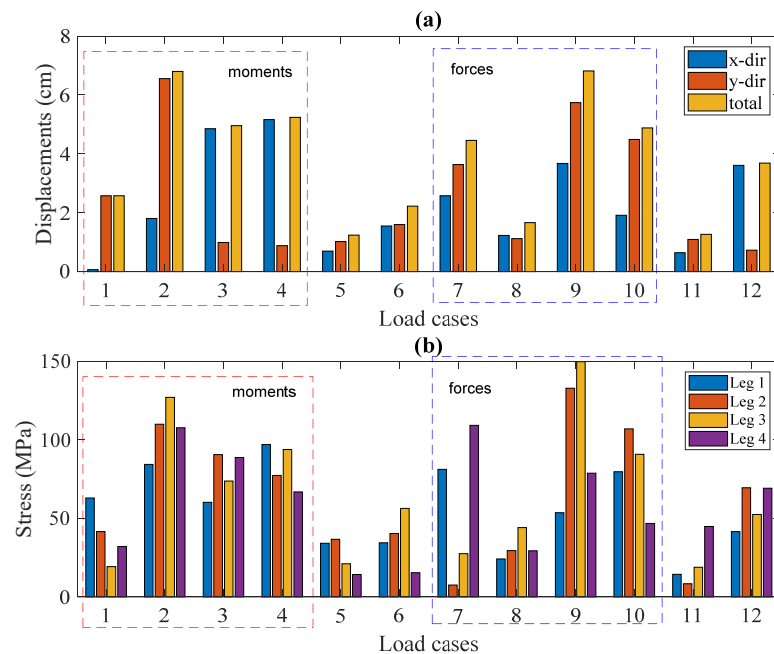 (a)
8
6
4
2
0
Displacements (cm)
moments
forces
x-dir
y-dir
total
1 2 3 4 5 6 7 8 9 10 11 12
Load cases
(b)
150
100
50
0
Stress (MPa)
moments
forces
Leg 1
Leg 2
Leg 3
Leg 4
1 2 3 4 5 6 7 8 9 10 11 12
Load cases